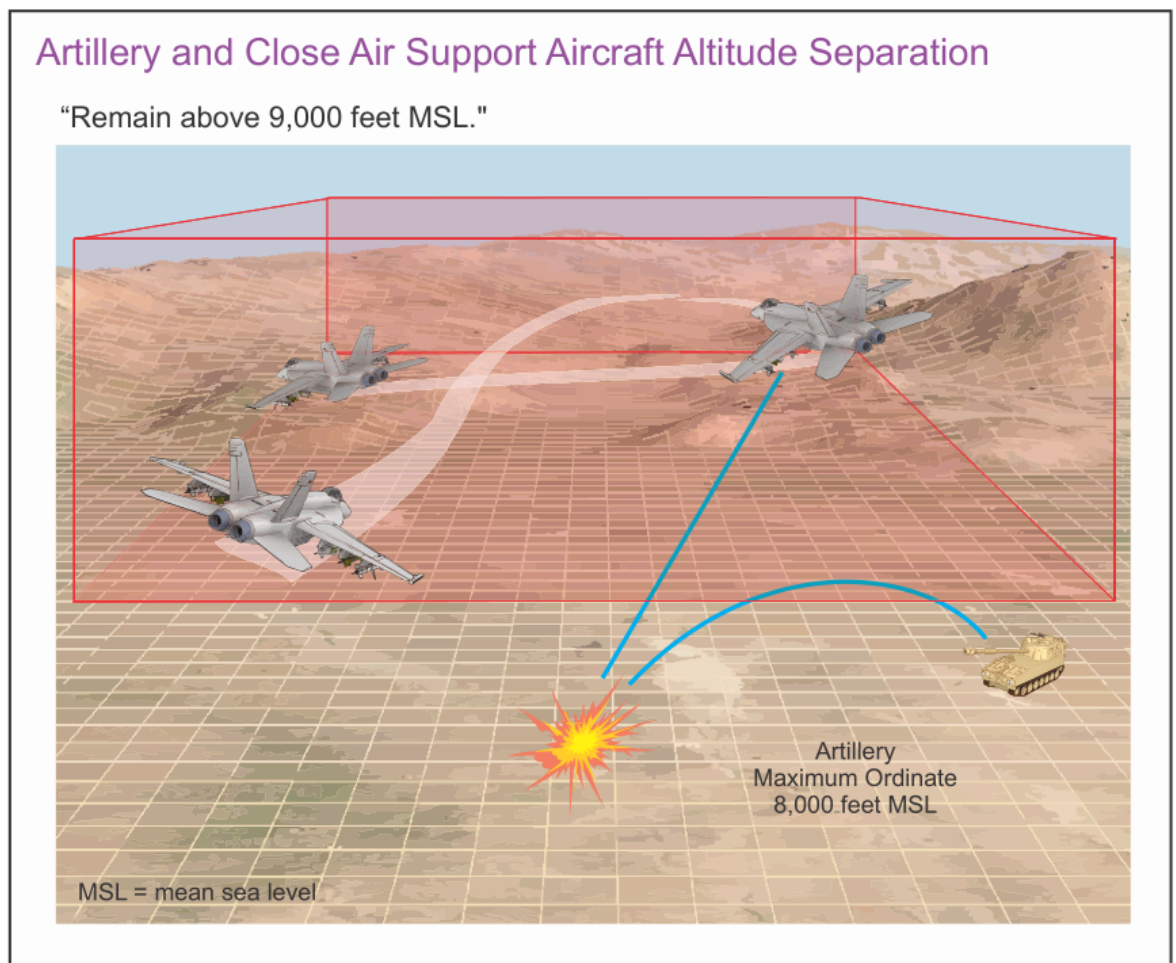 Artillery and Close Air Support Aircraft Altitude Separation
“Remain above 9,000 feet MSL."
Artillery
Maximum Ordinate
8,000 feet MSL
MSL = mean sea level